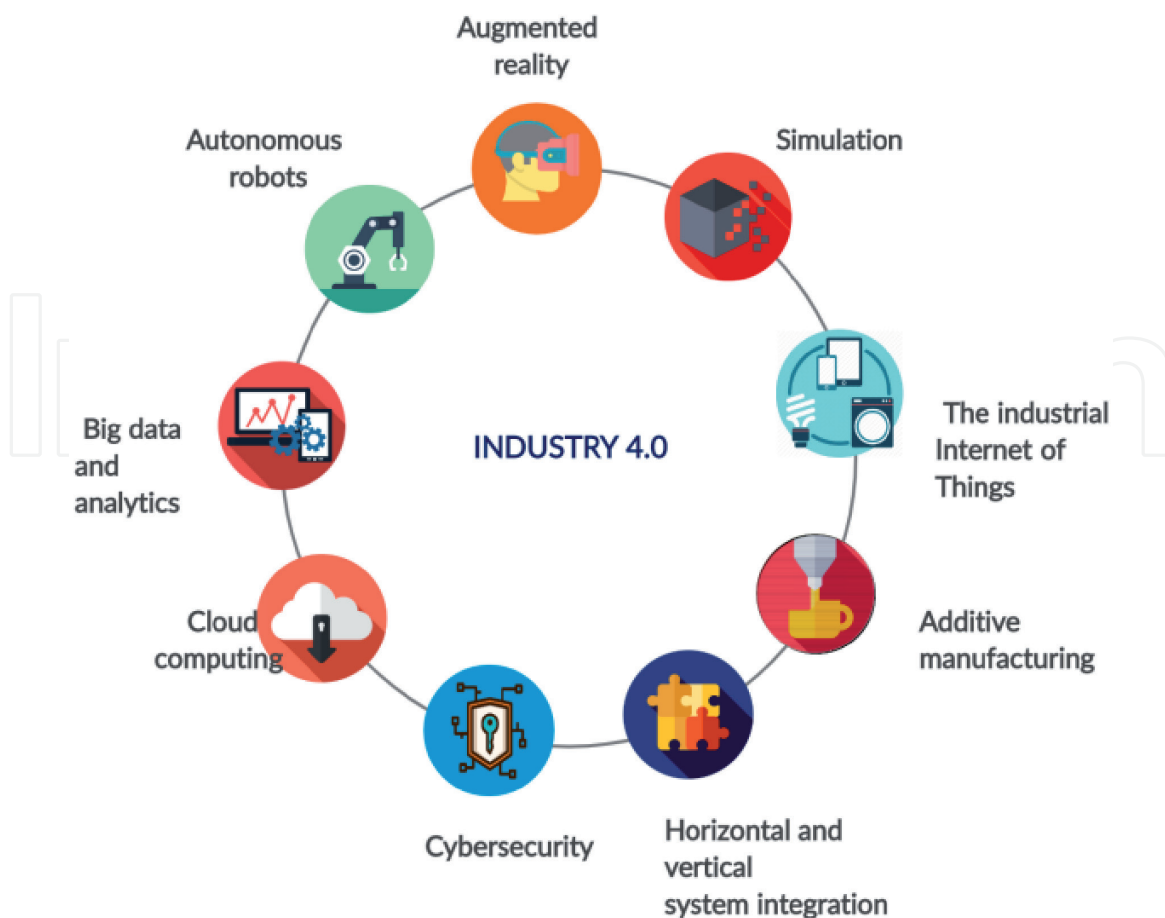 Augmented
reality
Autonomous
robots
Simulation
Big data
and
analytics
INDUSTRY 4.0
The industrial
Internet of
Things
Cloud
computing
Additive
manufacturing
Cybersecurity
Horizontal and
vertical
system integration